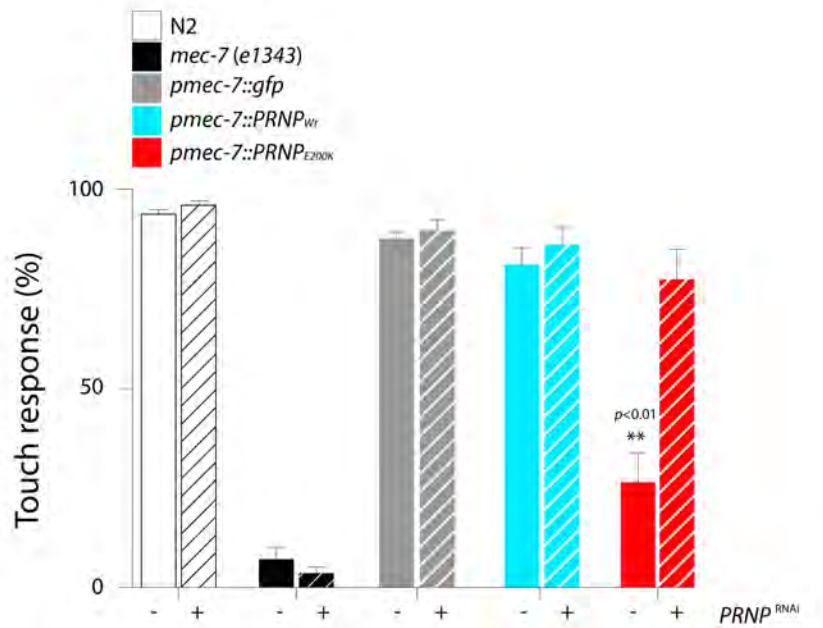 N2
mec-7 (e1343)
pmec-7::gfp
pmec-7::PRNPWT
pmec-7::PRNPE200K
100
Touch response (%)
50
p<0.01
**
0
- + - + - + - + - + PRNP RNAi